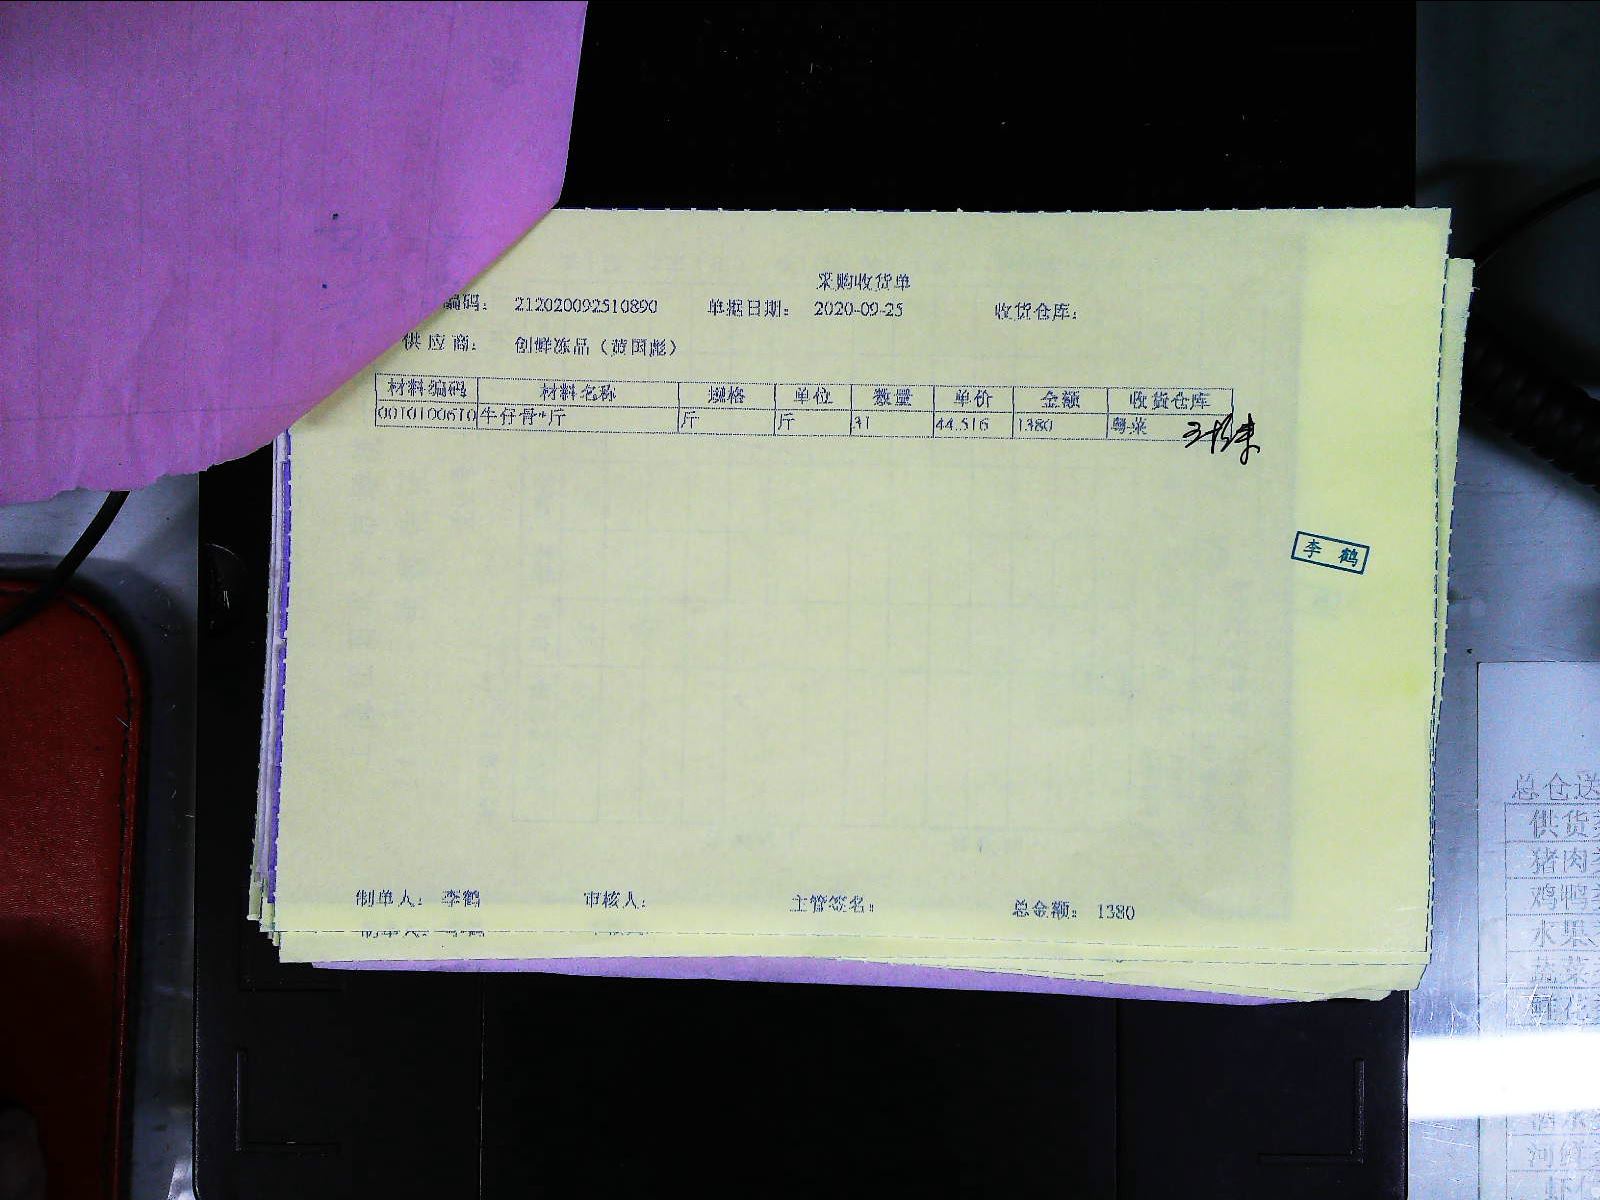 采购收货单
编码： 212020092510890 单据日期： 2020-09-25 收货仓库：
供应商： 创鲜冻品（黄国彪）
材料编码 材料名称 规格 单位 数量 单价 金额 收货仓库
0010100610 牛仔骨*斤 斤 斤 31 44.516 1380 粤菜
李鹤
制单人： 李鹤 审核人： 主管签名： 总金额： 1380
总仓送
供货
猪肉
鸡鸭
水果
蔬菜
鲜花
河鲜